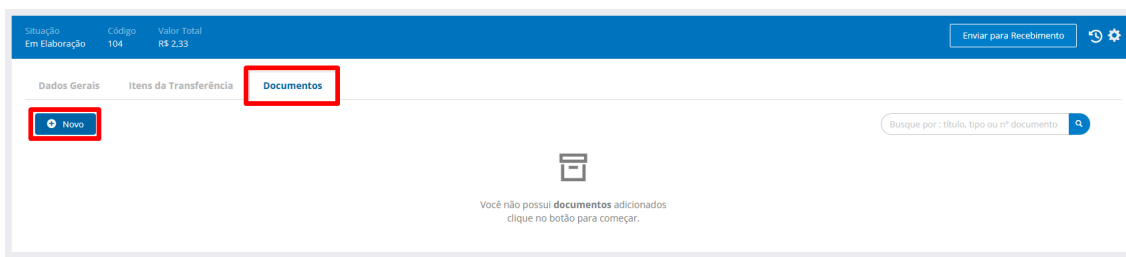 Situação Código Valor Total
Em Elaboração 104 R$ 2,33
Enviar para Recebimento
Dados Gerais Itens da Transferência Documentos
Novo
Busque por : título, tipo ou nº documento
Você não possui documentos adicionados
clique no botão para começar.